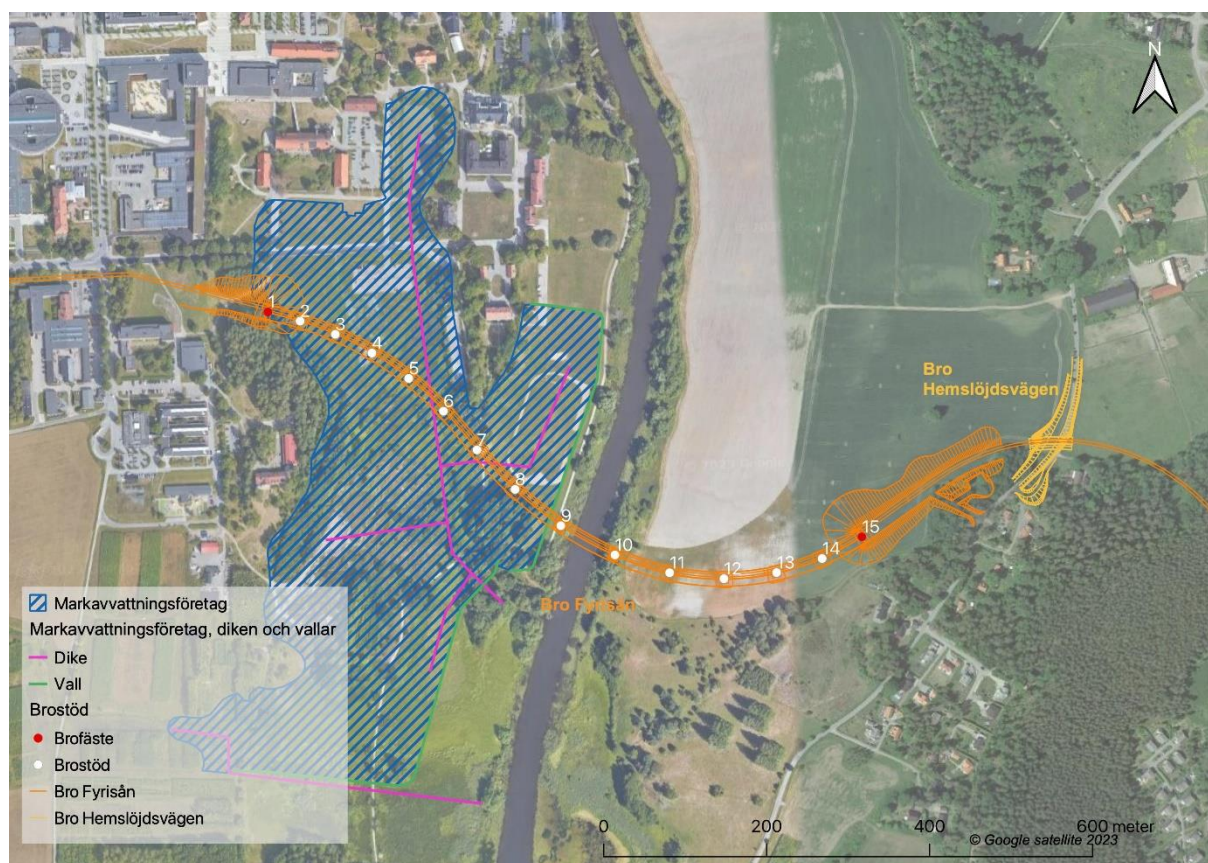 N
1
2
3
4
5
6
7
8
9
10
11
12
13
14
15
Bro
Hemslöjdsvägen
Bro Fyrisån
Markavvattningsföretag
Markavvattningsföretag, diken och vallar
Dike
Vall
Brostöd
Brofäste
Brostöd
Bro Fyrisån
Bro Hemslöjdsvägen
0 200 400 600 meter
© Google satellite 2023